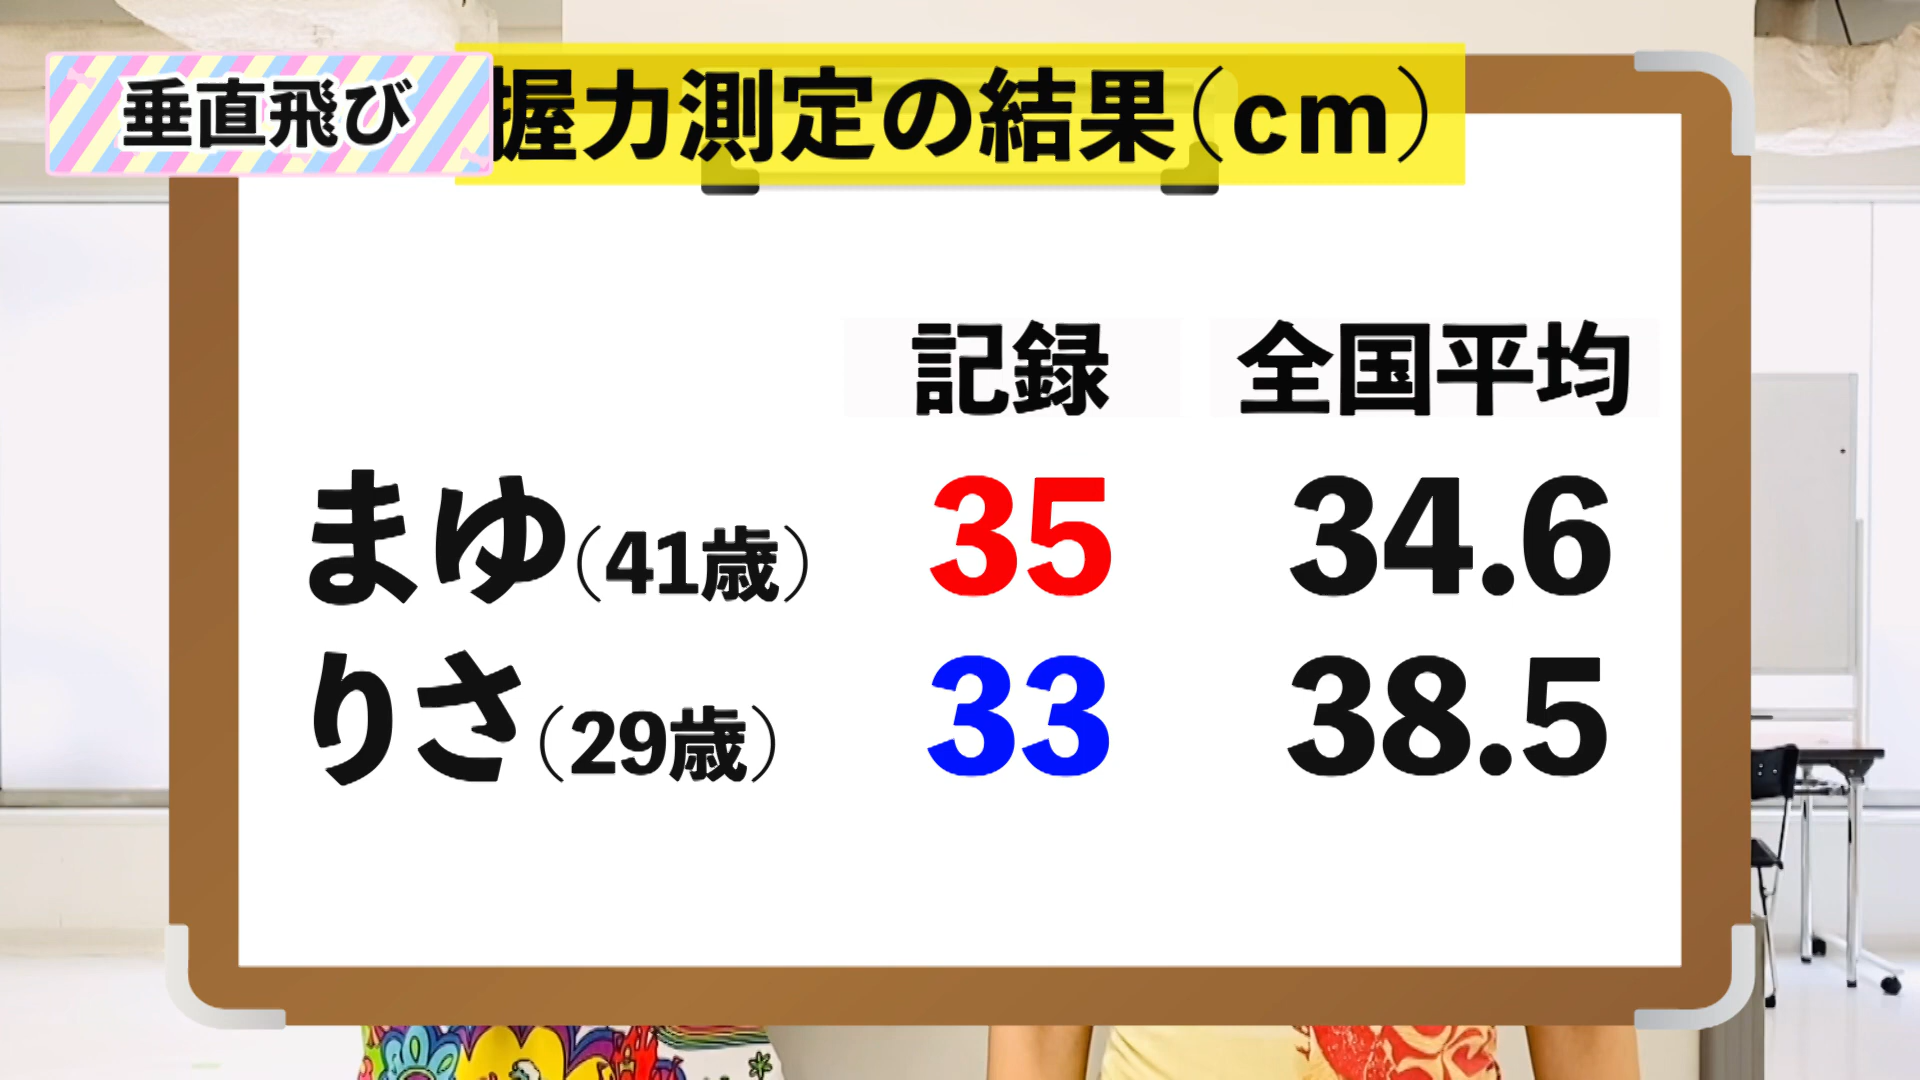 垂直飛び
握力測定の結果(cm)
記録 全国平均
まゆ(41歳) 35 34.6
りさ(29歳) 33 38.5